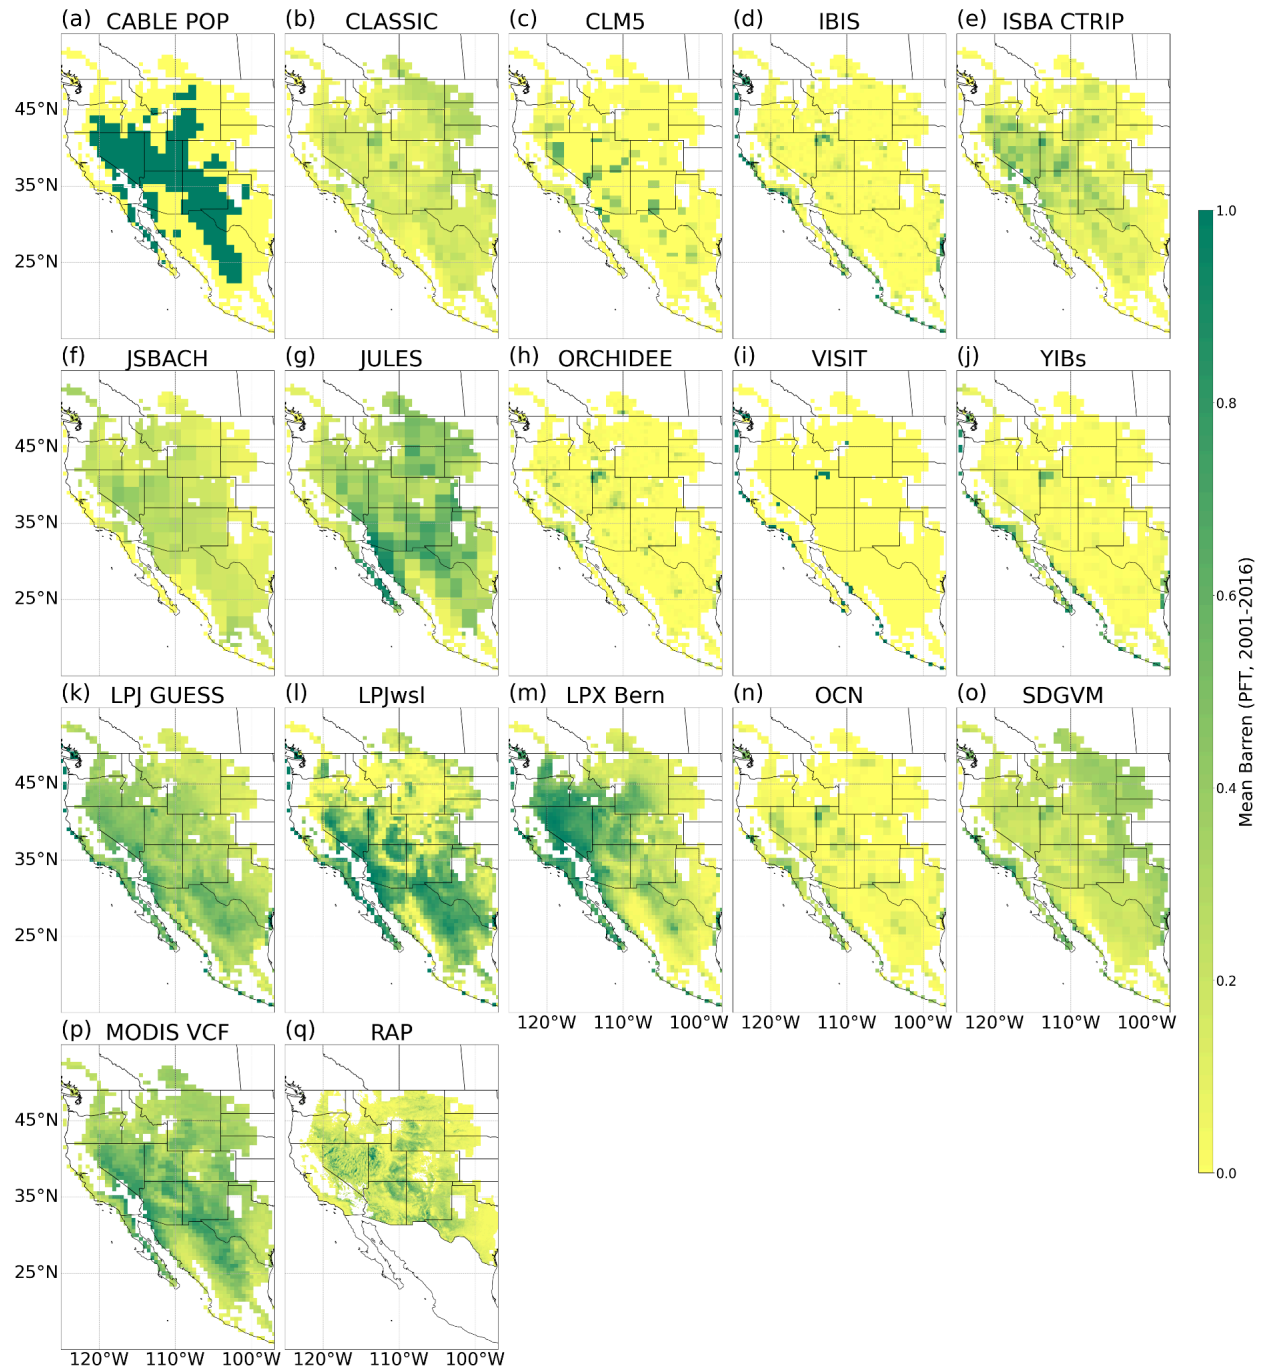 (a) CABLE POP
(b) CLASSIC
(c) CLM5
(d) IBIS
(e) ISBA CTRIP
45°N
35°N
25°N
(f) JSBACH
(g) JULES
(h) ORCHIDEE
(i) VISIT
(j) YIBs
45°N
35°N
25°N
(k) LPJ GUESS
(l) LPJwsl
(m) LPX Bern
(n) OCN
(o) SDGVM
45°N
35°N
25°N
120°W 110°W 100°W
120°W 110°W 100°W
120°W 110°W 100°W
(p) MODIS VCF
(q) RAP
45°N
35°N
25°N
120°W 110°W 100°W
120°W 110°W 100°W
1.0
0.8
0.6
0.4
0.2
0.0
Mean Barren (PFT, 2001-2016)